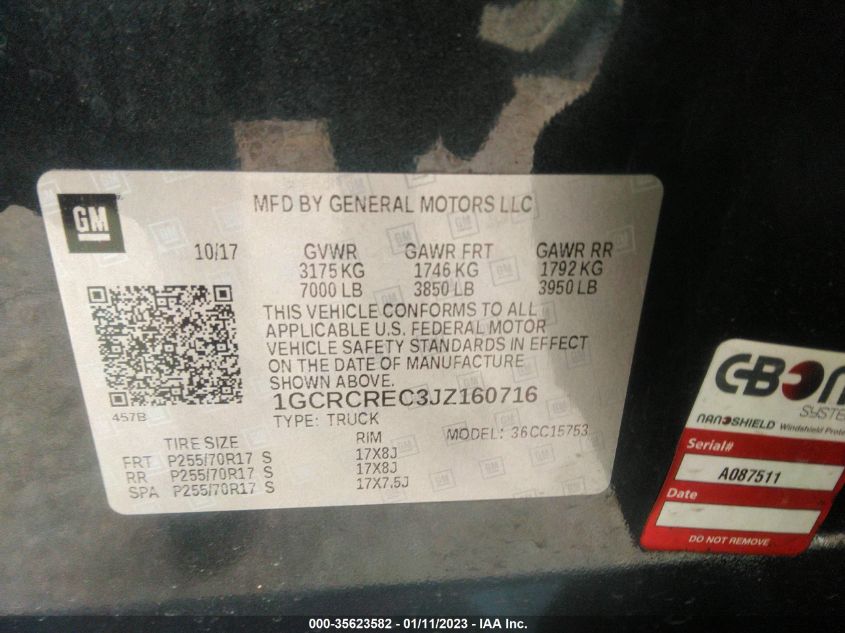 GM
MFD BY GENERAL MOTORS LLC
10/17 GVWR GAWR FRT GAWR RR
3175 KG 1746 KG 1792 KG
7000 LB 3850 LB 3950 LB
THIS VEHICLE CONFORMS TO ALL
APPLICABLE U.S. FEDERAL MOTOR
VEHICLE SAFETY STANDARDS IN EFFECT
ON THE DATE OF MANUFACTURE
SHOWN ABOVE.
457B
1GCRCREC3JZ160716
TYPE: TRUCK MODEL: 36CC15753
TIRE SIZE RIM
FRT P255/70R17 S 17X8J
RR P255/70R17 S 17X8J
SPA P255/70R17 S 17X7.5J
C-BON
SYSTE
NANOSHIELD Windshield Prote
Serial#
A087511
Date
DO NOT REMOVE
000-35623582 - 01/11/2023 - IAA Inc.